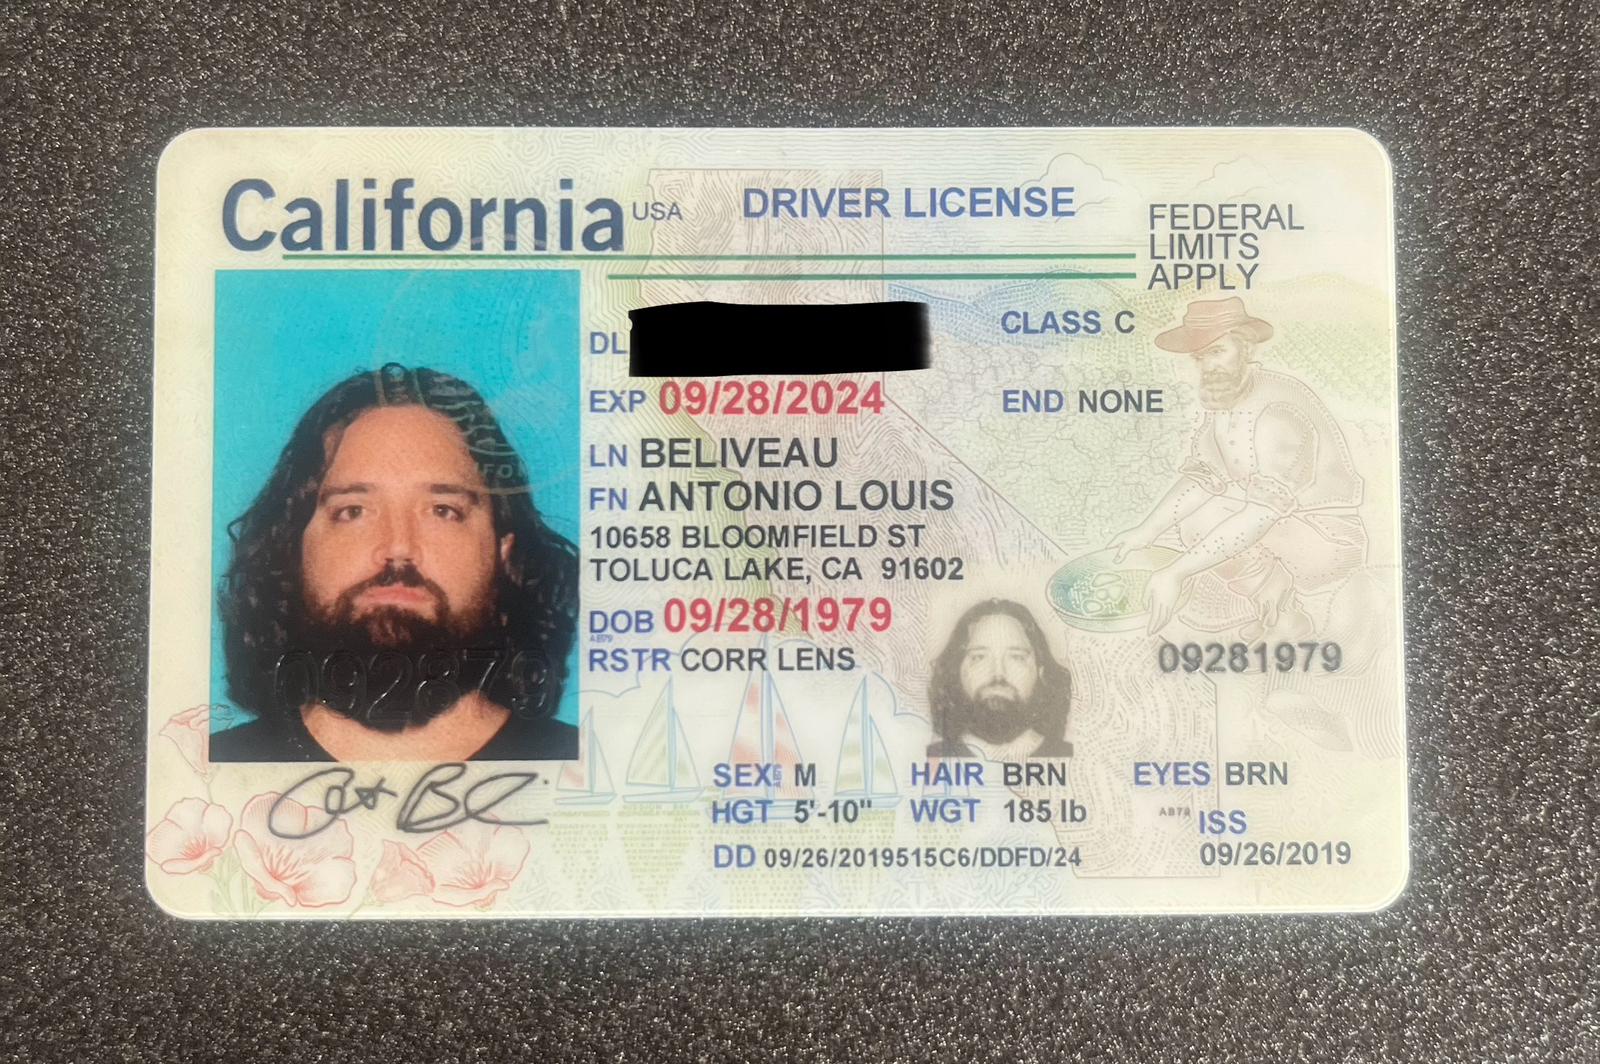 California USA DRIVER LICENSE
FEDERAL
LIMITS
APPLY
DL
CLASS C
EXP 09/28/2024
END NONE
LN BELIVEAU
FN ANTONIO LOUIS
10658 BLOOMFIELD ST
TOLUCA LAKE, CA 91602
DOB 09/28/1979
RSTR CORR LENS
092879
09281979
SEX M HAIR BRN EYES BRN
HGT 5'-10" WGT 185 lb
ISS
DD 09/26/2019515C6/DDFD/24
09/26/2019